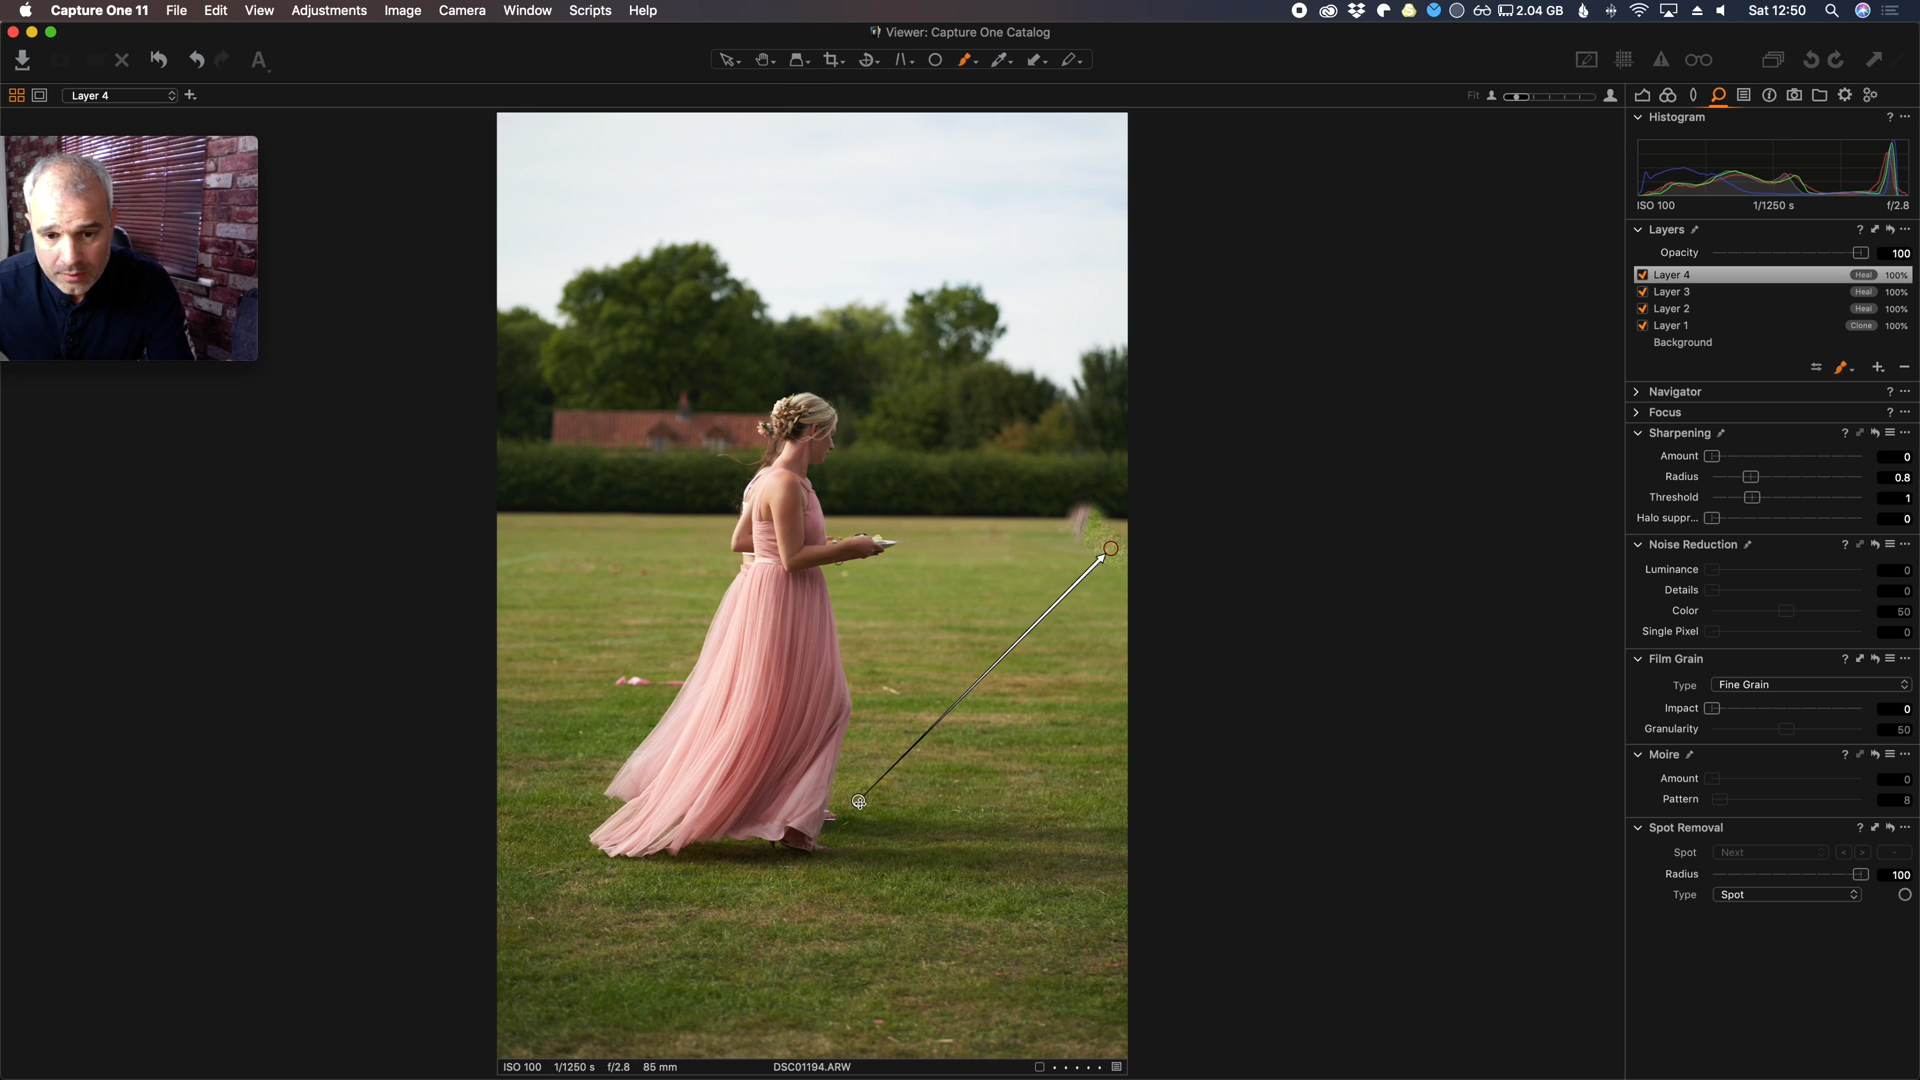 Capture One 11 File Edit View Adjustments Image Camera Window Scripts Help 2.04 GB Sat 12:50
Viewer: Capture One Catalog
A
Layer 4 Fit
Histogram ?
ISO 100 1/1250 s f/2.8
Layers ?
Opacity 100
Layer 4 Heal 100%
Layer 3 Heal 100%
Layer 2 Heal 100%
Layer 1 Clone 100%
Background
Navigator ?
Focus ?
Sharpening ?
Amount 0
Radius 0.8
Threshold 1
Halo suppr... 0
Noise Reduction ?
Luminance 0
Details 0
Color 50
Single Pixel 0
Film Grain ?
Type Fine Grain
Impact 0
Granularity 50
Moire ?
Amount 0
Pattern 8
Spot Removal ?
Spot Next < > -
Radius 100
Type Spot
ISO 100 1/1250 s f/2.8 85 mm DSC01194.ARW